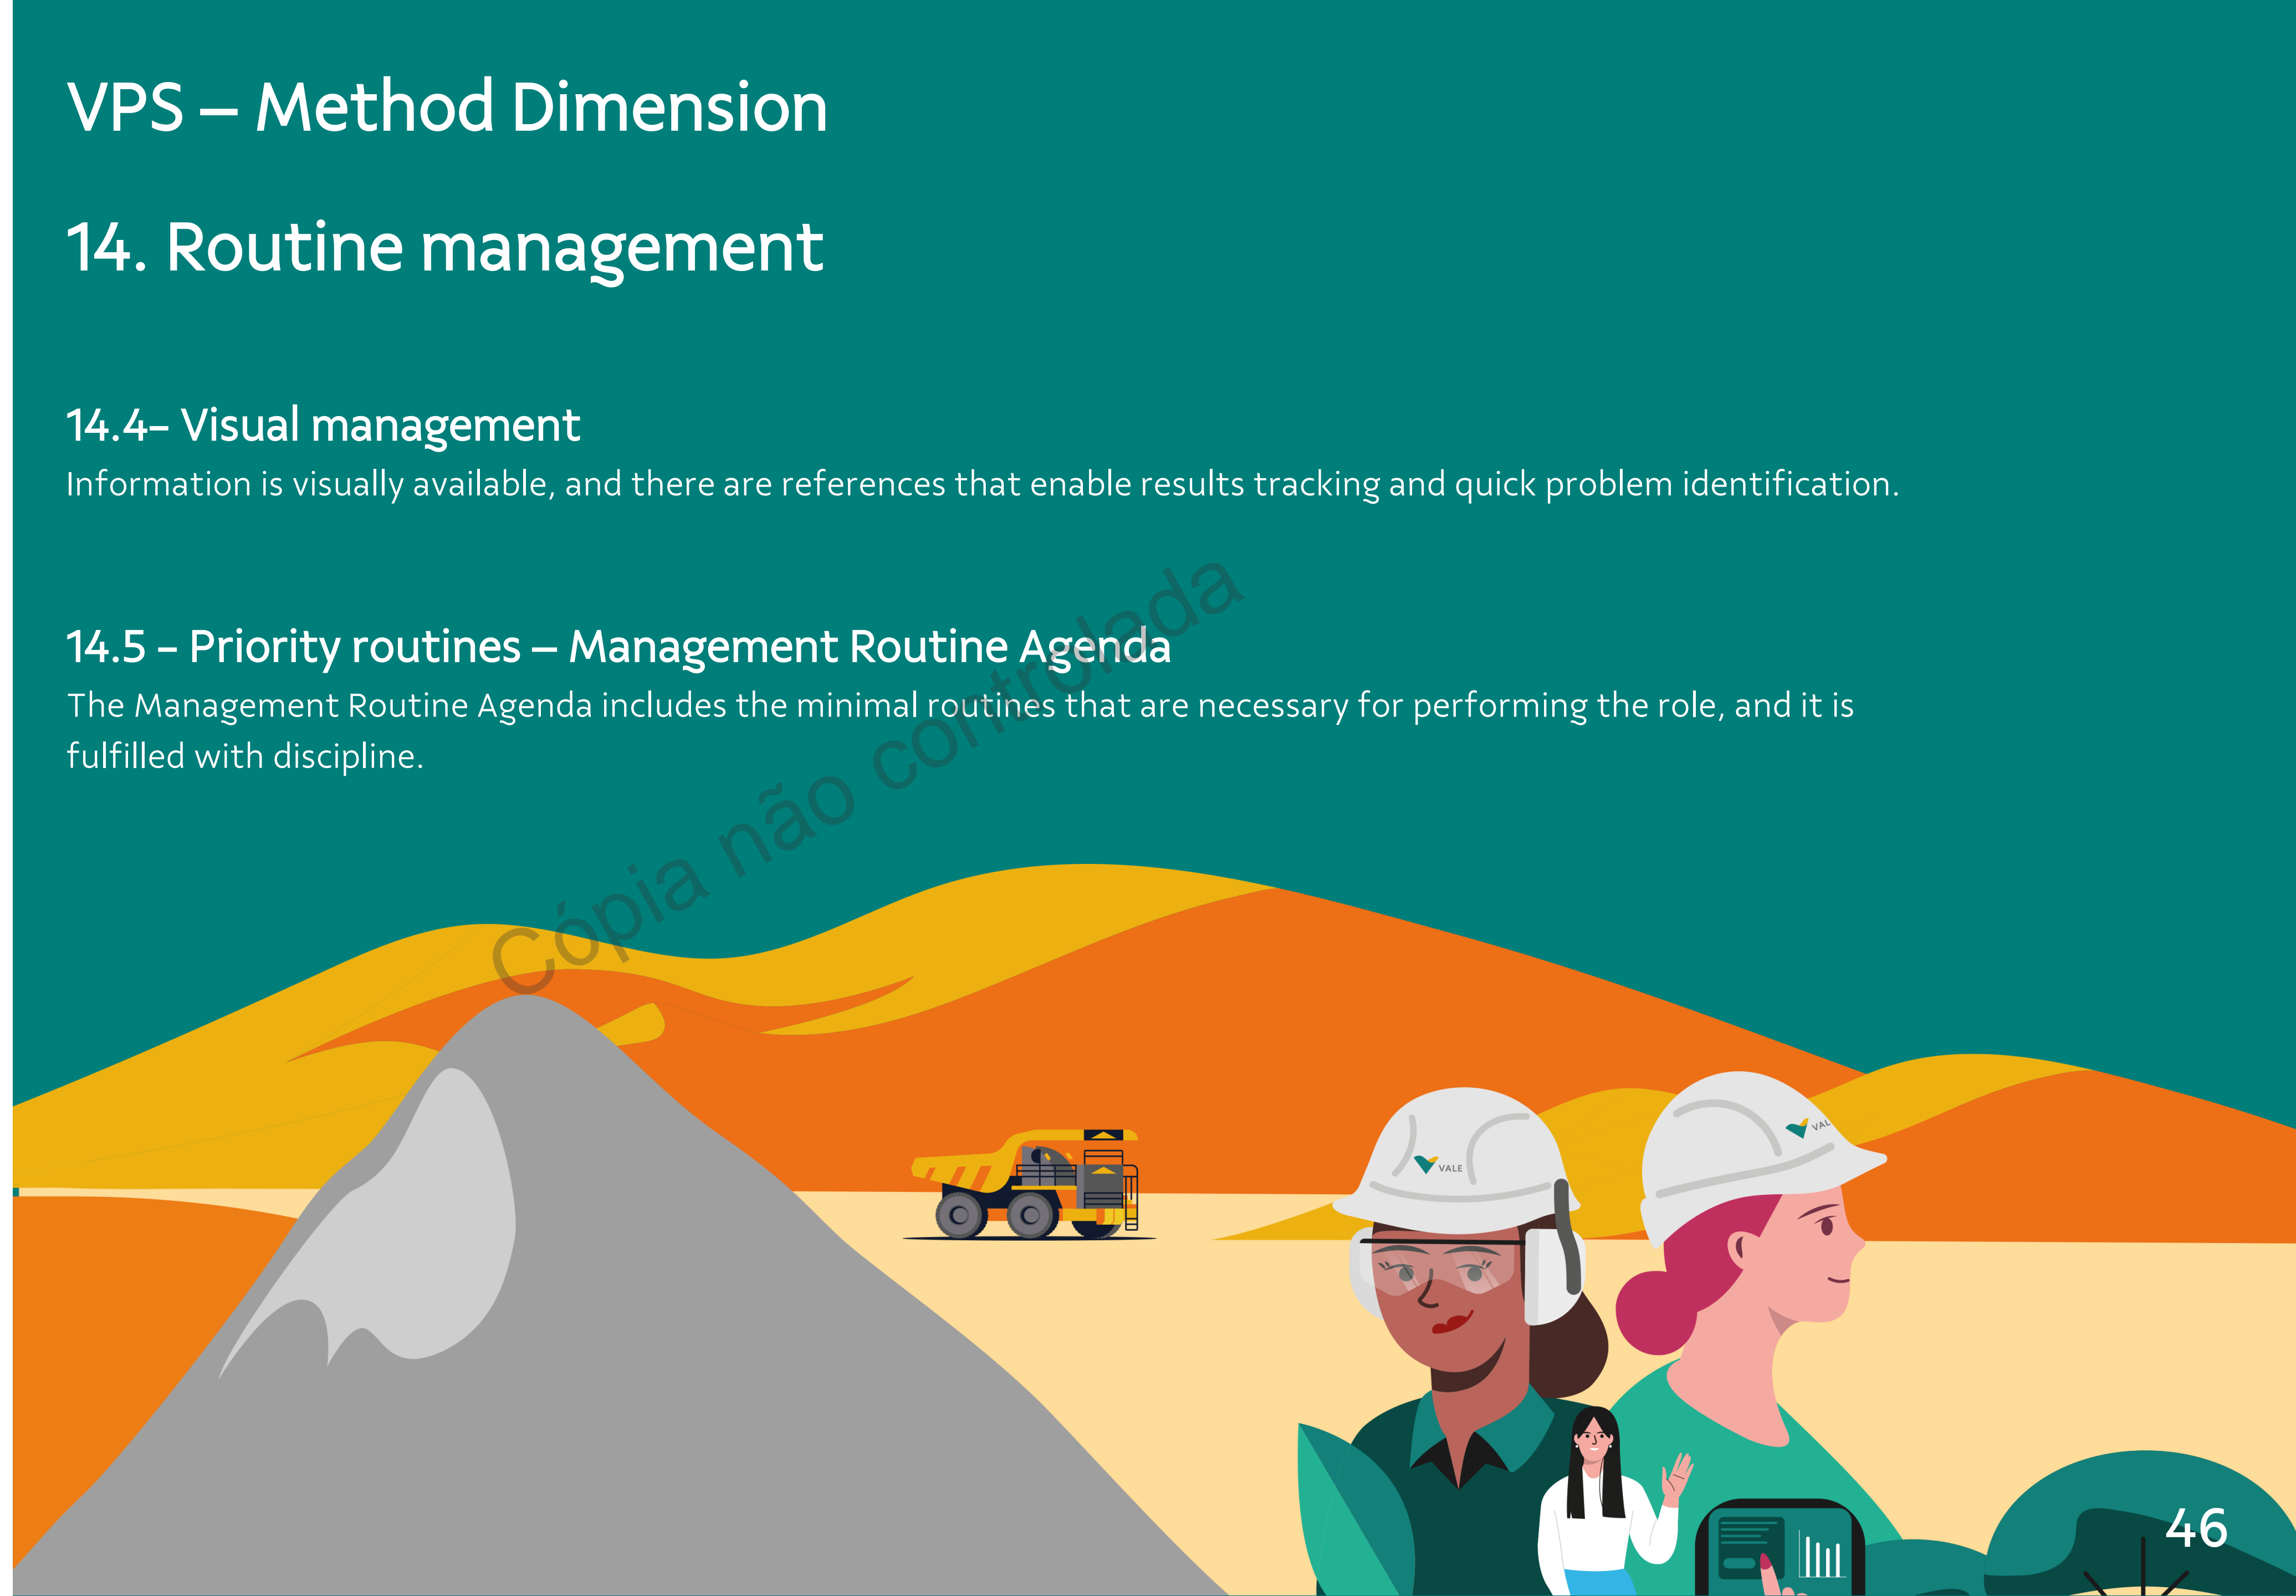 VPS – Method Dimension
14. Routine management
14.4– Visual management
Information is visually available, and there are references that enable results tracking and quick problem identification.
14.5 – Priority routines – Management Routine Agenda
The Management Routine Agenda includes the minimal routines that are necessary for performing the role, and it is
fulfilled with discipline.
Cópia não controlada
VALE
VAL
46